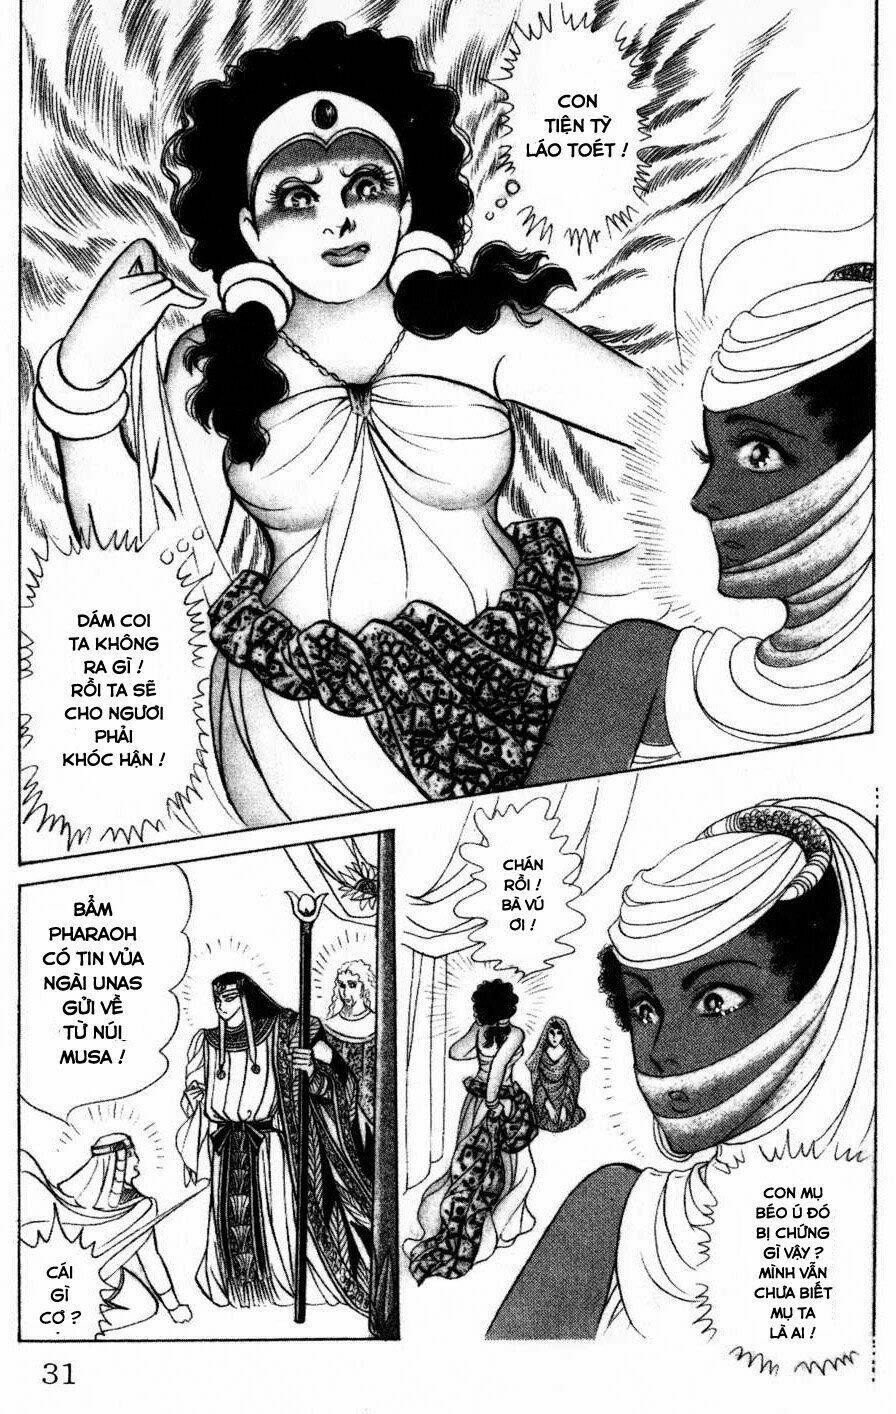 CON
TIỆN TỲ
LÁO TOÉT !
DÁM COI
TA KHÔNG
RA GÌ !
RỒI TA SẼ
CHO NGƯƠI
PHẢI
KHÓC HẬN !
CHÁN
RỒI !
BÀ VÚ
ƠI !
BẨM
PHARAOH
CÓ TIN VỦA
NGÀI UNAS
GỬI VỀ
TỪ NÚI
MUSA !
CÁI
GÌ
CƠ ?
CON MỤ
BÉO Ú ĐÓ
BỊ CHỨNG
GÌ VẬY ?
MÌNH VẪN
CHƯA BIẾT
MỤ TA
LÀ AI !
31